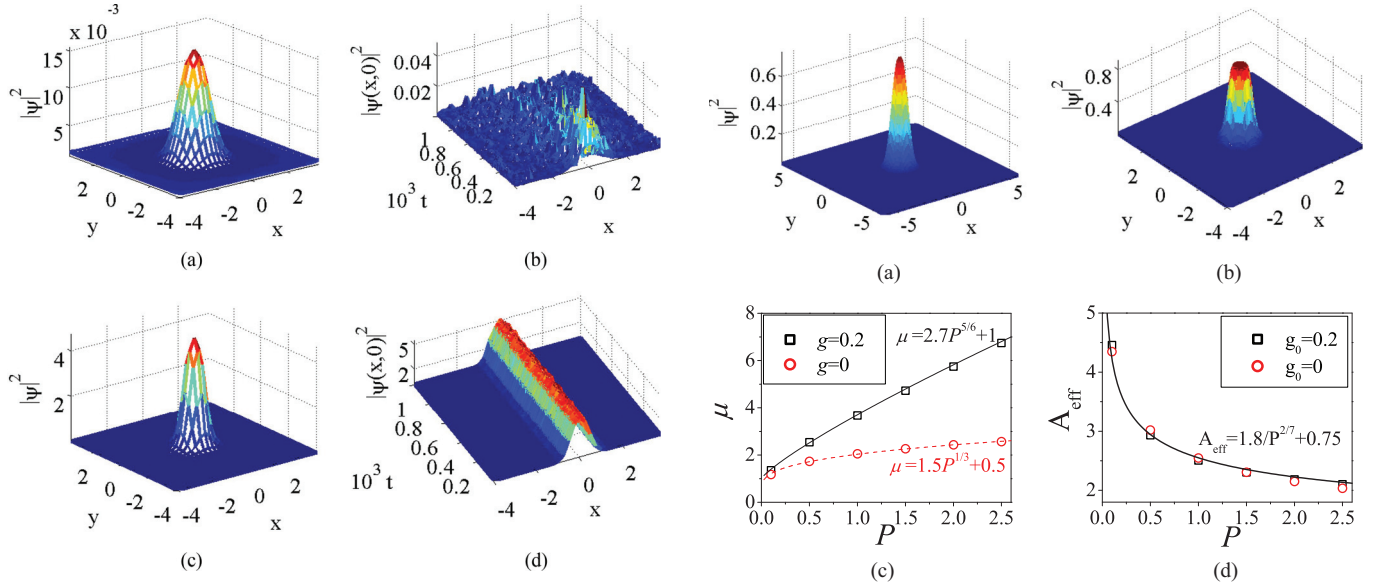 x 10
-3
15
10
5
|ψ|²
2
0
-2
-4
-4
-2
0
2
y
x
(a)
0.04
0.02
|ψ(x,0)|²
1
0.8
0.6
0.4
0.2
10³ t
-4
-2
0
2
x
(b)
4
2
|ψ|²
2
0
-2
-4
-4
-2
0
2
y
x
(c)
5
2
|ψ(x,0)|²
1
0.8
0.6
0.4
0.2
10³ t
-4
-2
0
2
x
(d)
0.6
0.4
0.2
|ψ|²
5
0
-5
-5
0
5
y
x
(a)
0.8
0.4
|ψ|²
2
0
-2
-4
-4
-2
0
2
y
x
(b)
8
6
4
2
0
μ
g=0.2
g=0
μ=2.7P^{5/6}+1
μ=1.5P^{1/3}+0.5
0.0 0.5 1.0 1.5 2.0 2.5
P
(c)
5
4
3
2
A_{eff}
g₀=0.2
g₀=0
A_{eff}=1.8/P^{2/7}+0.75
0.0 0.5 1.0 1.5 2.0 2.5
P
(d)